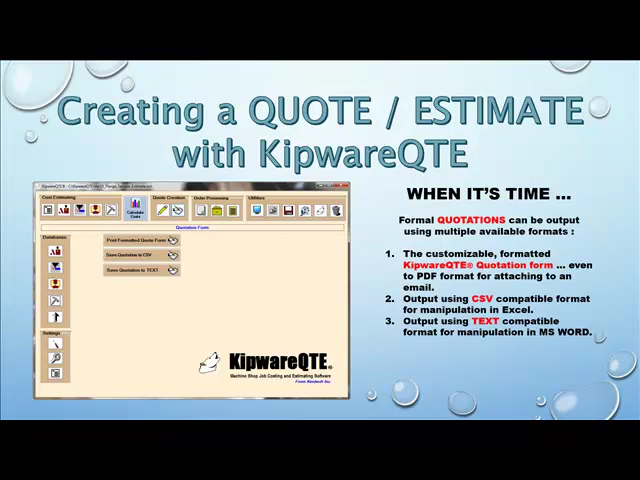 Creating a QUOTE / ESTIMATE
with KipwareQTE
Cost Estimating
Quote Creation
Order Processing
Utilities
Calculate
Costs
Quotation Form
Databases
Print Formatted Quote Form
Save Quotation to CSV
Save Quotation to TEXT
Settings
KipwareQTE®
Machine Shop Job Costing and Estimating Software
From Kentech Inc.
WHEN IT'S TIME ...
Formal QUOTATIONS can be output
using multiple available formats :
1. The customizable, formatted
KipwareQTE® Quotation form ... even
to PDF format for attaching to an
email.
2. Output using CSV compatible format
for manipulation in Excel.
3. Output using TEXT compatible
format for manipulation in MS WORD.